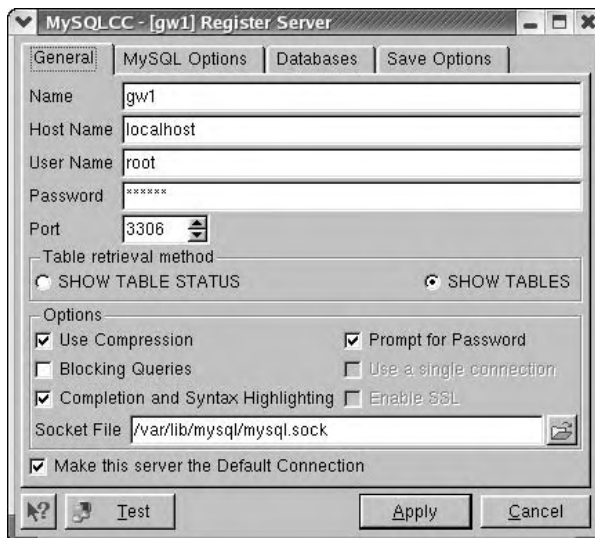 MySQLCC - [gw1] Register Server
General MySQL Options Databases Save Options
Name gw1
Host Name localhost
User Name root
Password ******
Port 3306
Table retrieval method
SHOW TABLE STATUS SHOW TABLES
Options
Use Compression Prompt for Password
Blocking Queries Use a single connection
Completion and Syntax Highlighting Enable SSL
Socket File /var/lib/mysql/mysql.sock
Make this server the Default Connection
? Test Apply Cancel